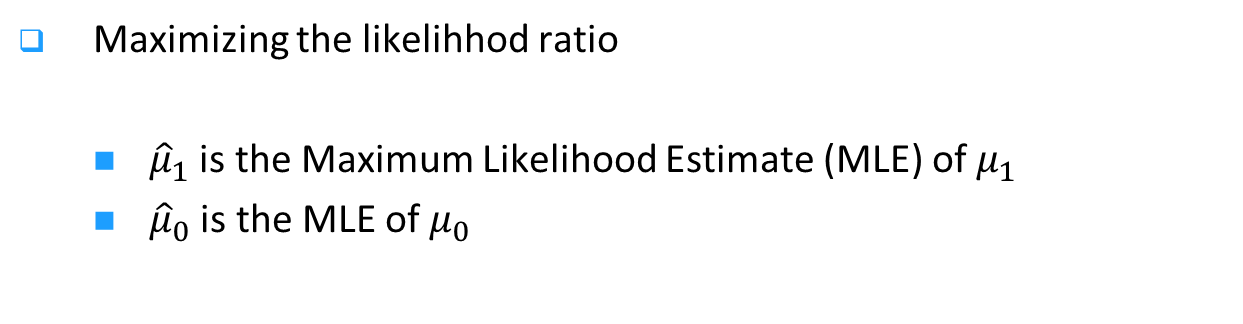 ❑ Maximizing the likelihhod ratio
■ μ̂₁ is the Maximum Likelihood Estimate (MLE) of μ₁
■ μ̂₀ is the MLE of μ₀